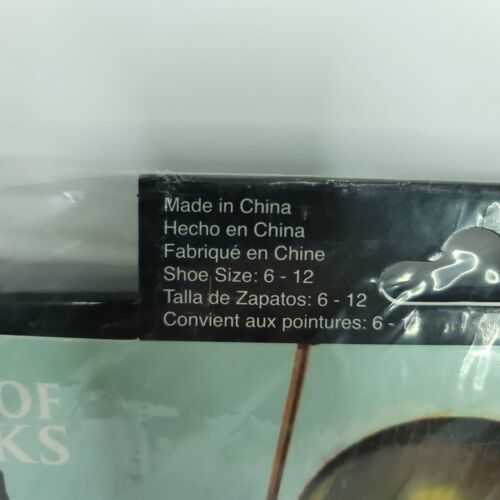 Made in China
Hecho en China
Fabriqué en Chine
Shoe Size: 6 - 12
Talla de Zapatos: 6 - 12
Convient aux pointures: 6 -
OF
KS